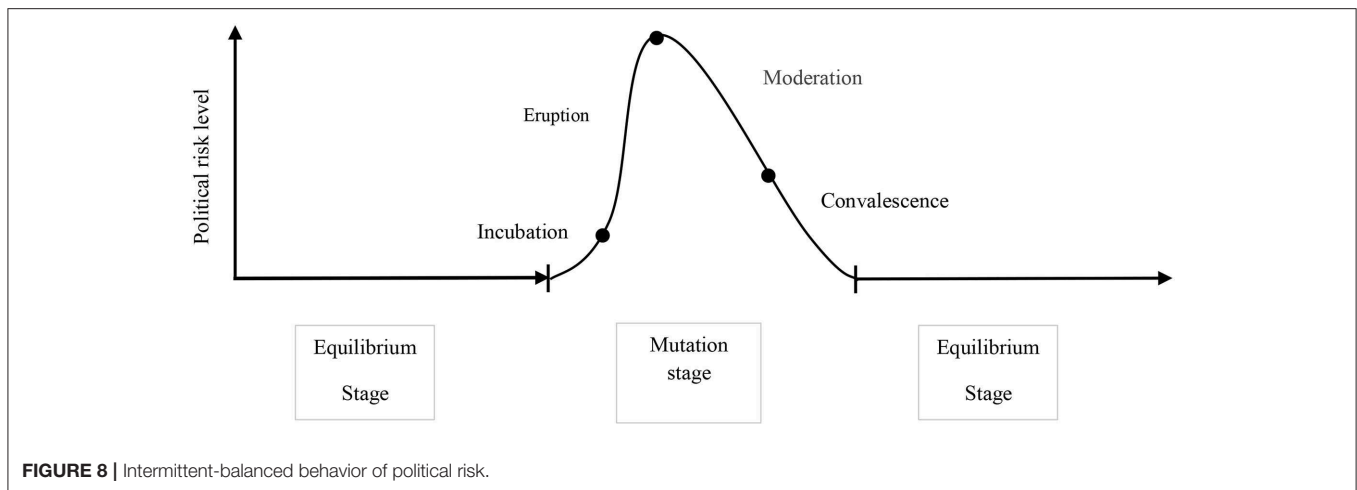 Political risk level
Eruption
Moderation
Incubation
Convalescence
Equilibrium
Stage
Mutation
stage
Equilibrium
Stage
FIGURE 8 | Intermittent-balanced behavior of political risk.